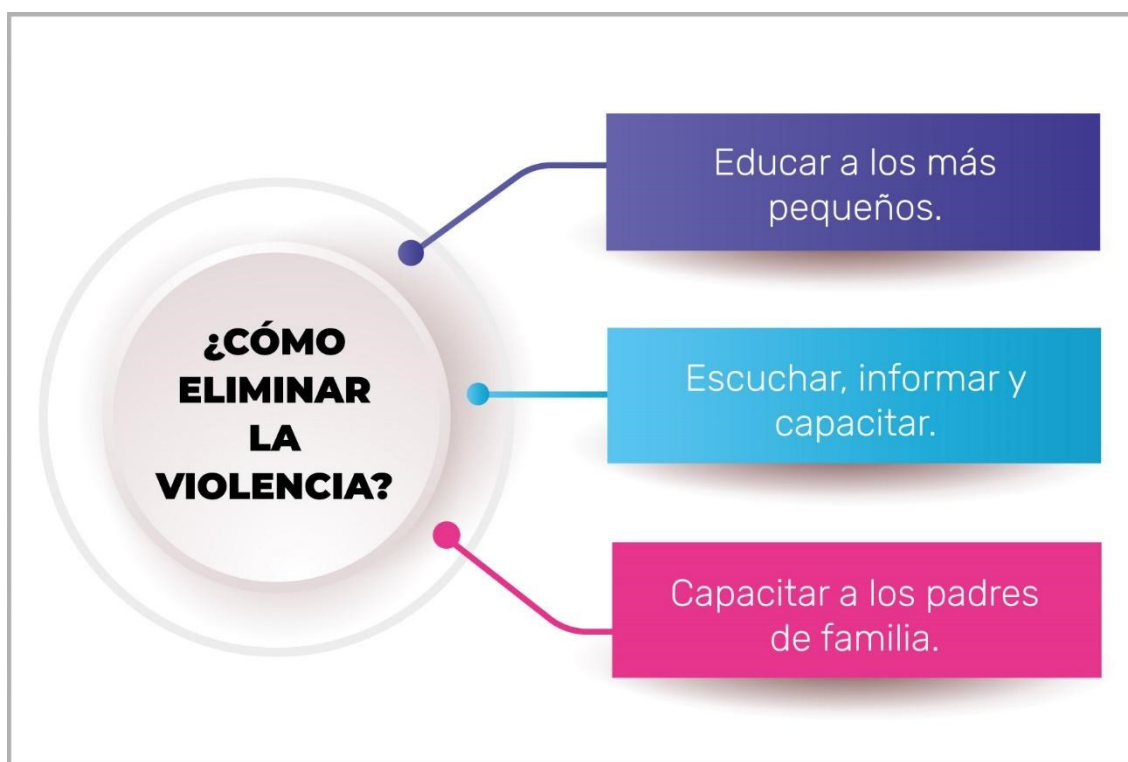 ¿CÓMO
ELIMINAR
LA
VIOLENCIA?
Educar a los más
pequeños.
Escuchar, informar y
capacitar.
Capacitar a los padres
de familia.